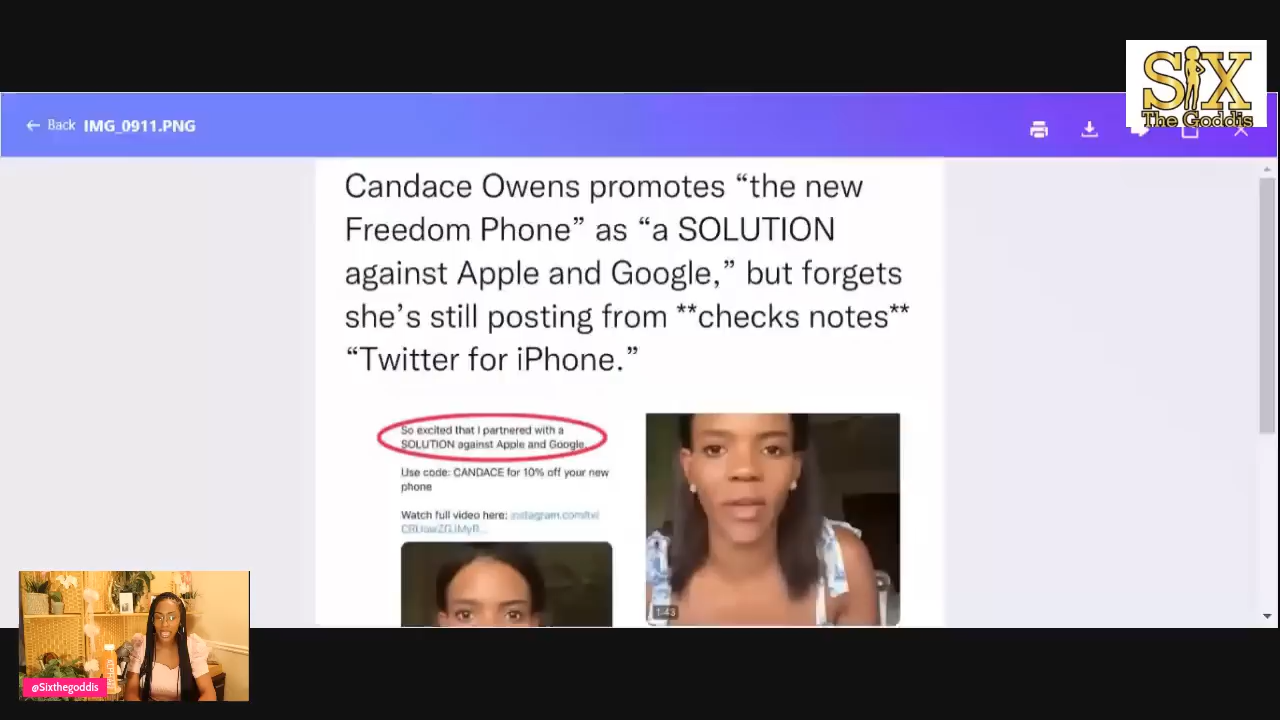 SiX
The Goddis
Back IMG_0911.PNG
Candace Owens promotes “the new
Freedom Phone” as “a SOLUTION
against Apple and Google,” but forgets
she’s still posting from **checks notes**
“Twitter for iPhone.”
So excited that I partnered with a
SOLUTION against Apple and Google.
Use code: CANDACE for 10% off your new
phone
Watch full video here:
1:43
@Sixthegoddis